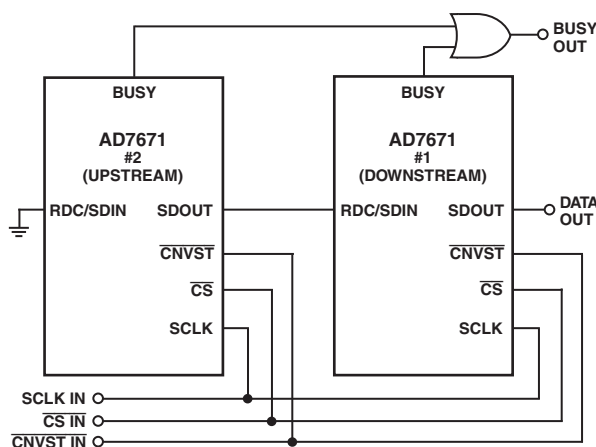 BUSY
OUT
BUSY
BUSY
AD7671
#2
(UPSTREAM)
AD7671
#1
(DOWNSTREAM)
RDC/SDIN
SDOUT
RDC/SDIN
SDOUT
DATA
OUT
CNVST
CNVST
CS
CS
SCLK
SCLK
SCLK IN
CS IN
CNVST IN